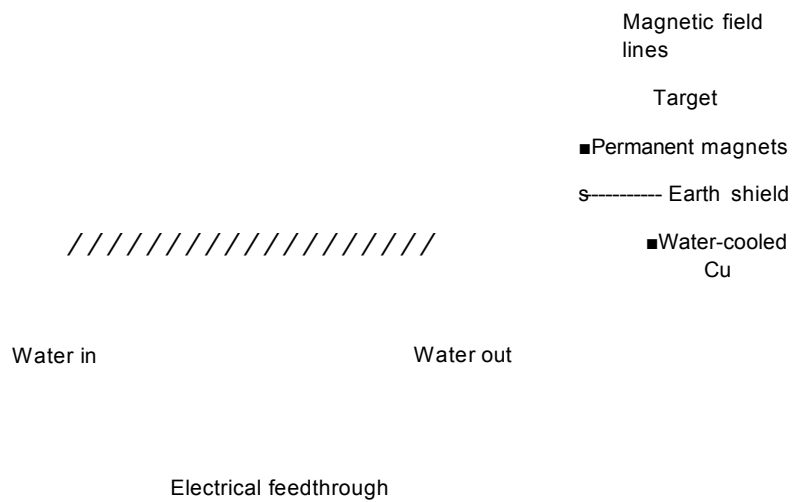 Magnetic field
lines
Target
■Permanent magnets
s----------- Earth shield
///////////////////
■Water-cooled
Cu
Water in
Water out
Electrical feedthrough